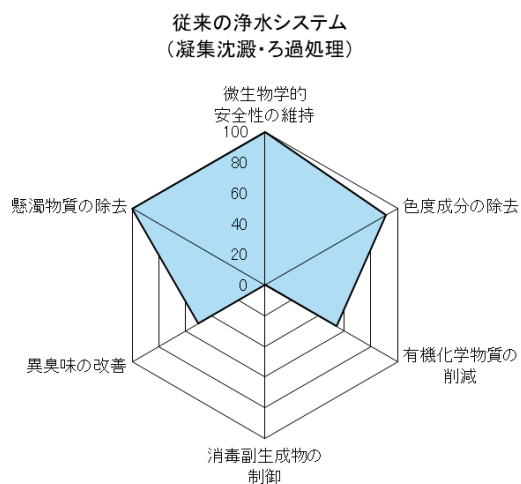 従来の浄水システム
（凝集沈澱・ろ過処理）
微生物学的
安全性の維持
100
80
60
40
20
0
色度成分の除去
有機化学物質の
削減
消毒副生成物の
制御
異臭味の改善
懸濁物質の除去